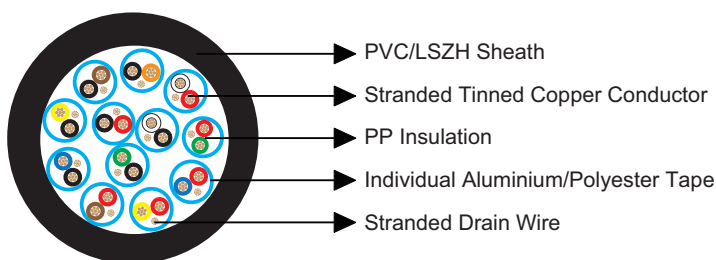 PVC/LSZH Sheath
Stranded Tinned Copper Conductor
PP Insulation
Individual Aluminium/Polyester Tape
Stranded Drain Wire